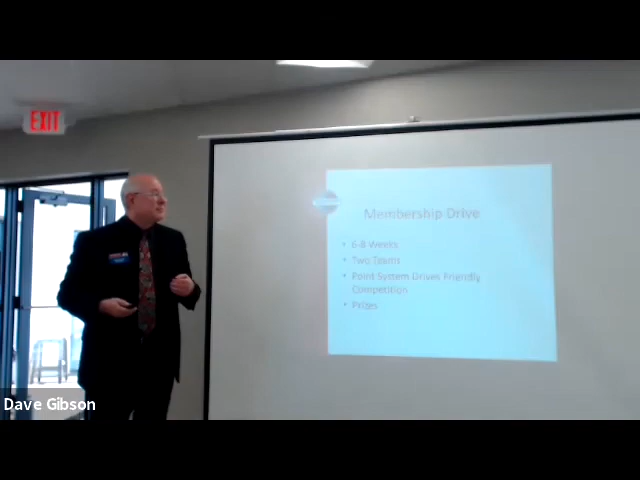 EXIT
Membership Drive
• 6-8 Weeks
• Two Teams
• Point System Drives Friendly
Competition
• Prizes
Dave Gibson